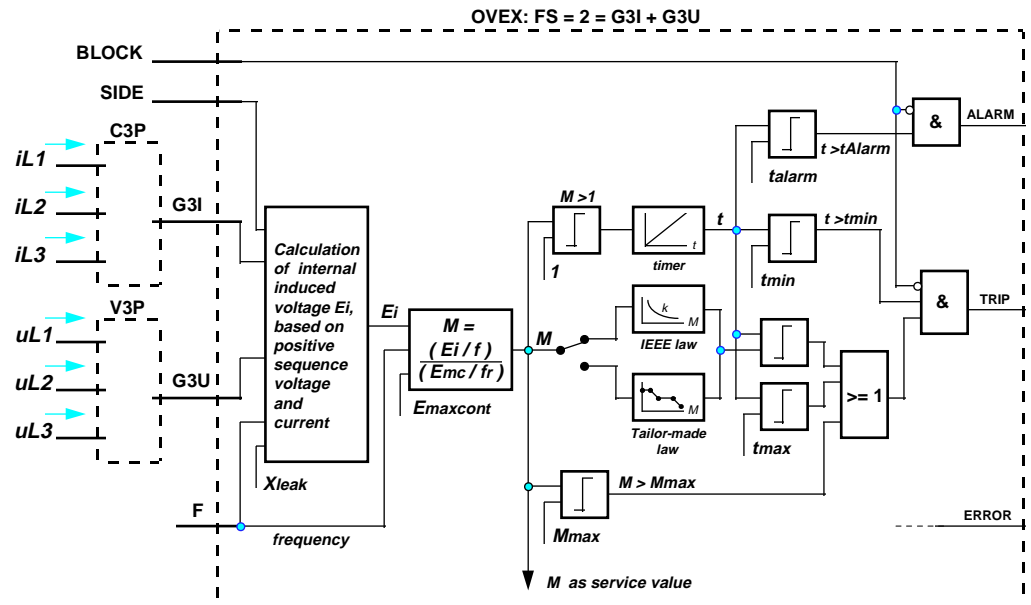 OVEX: FS = 2 = G3I + G3U
BLOCK
SIDE
C3P
iL1
iL2
iL3
G3I
V3P
uL1
uL2
uL3
G3U
F
frequency
Calculation
of internal
induced
voltage Ei,
based on
positive
sequence
voltage
and
current
Xleak
Ei
M =
( Ei / f )
( Emc / fr )
Emaxcont
M
M >1
1
t
timer
t
k
M
IEEE law
M
Tailor-made
law
M > Mmax
Mmax
M as service value
talarm
t >tAlarm
tmin
t >tmin
tmax
>= 1
&
ALARM
&
TRIP
ERROR